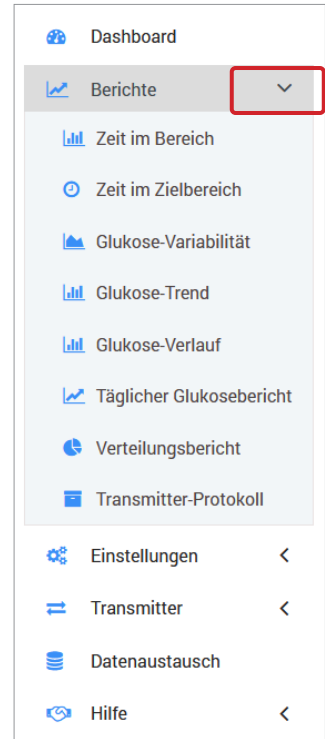 Dashboard
Berichte
Zeit im Bereich
Zeit im Zielbereich
Glukose-Variabilität
Glukose-Trend
Glukose-Verlauf
Täglicher Glukosebericht
Verteilungsbericht
Transmitter-Protokoll
Einstellungen
Transmitter
Datenaustausch
Hilfe